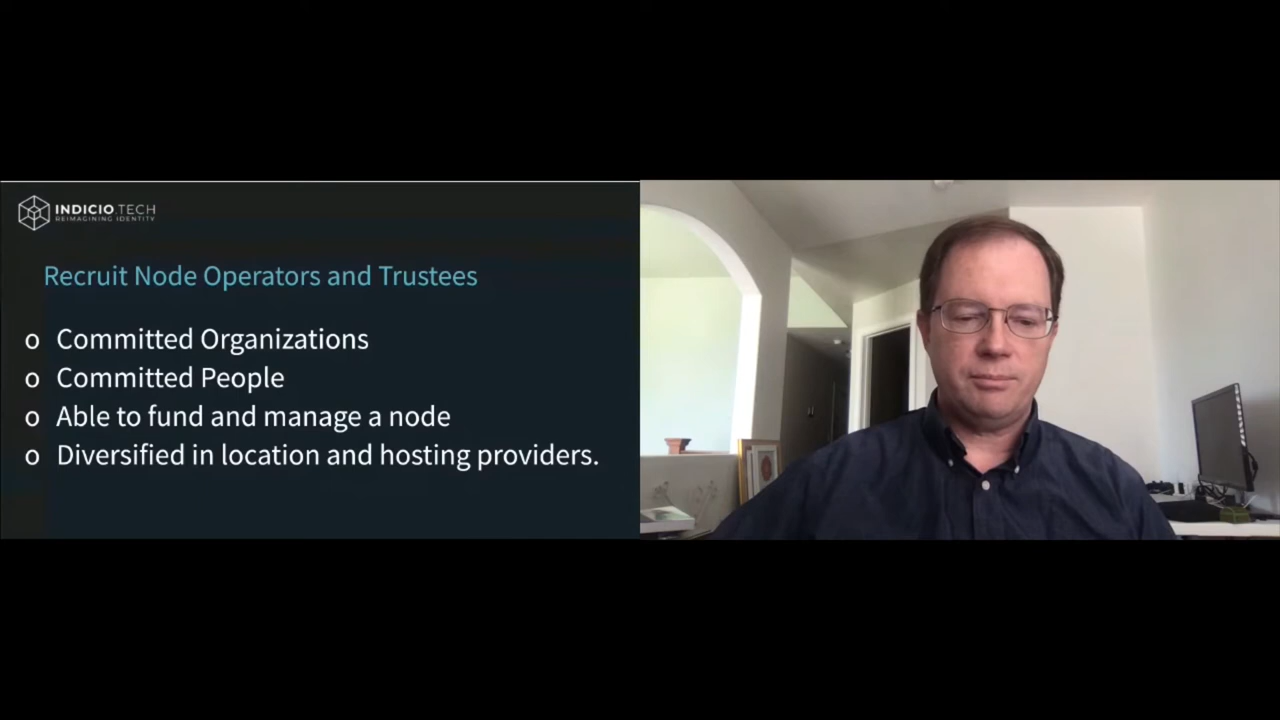 INDICIO.TECH
REIMAGINING IDENTITY
Recruit Node Operators and Trustees
o Committed Organizations
o Committed People
o Able to fund and manage a node
o Diversified in location and hosting providers.